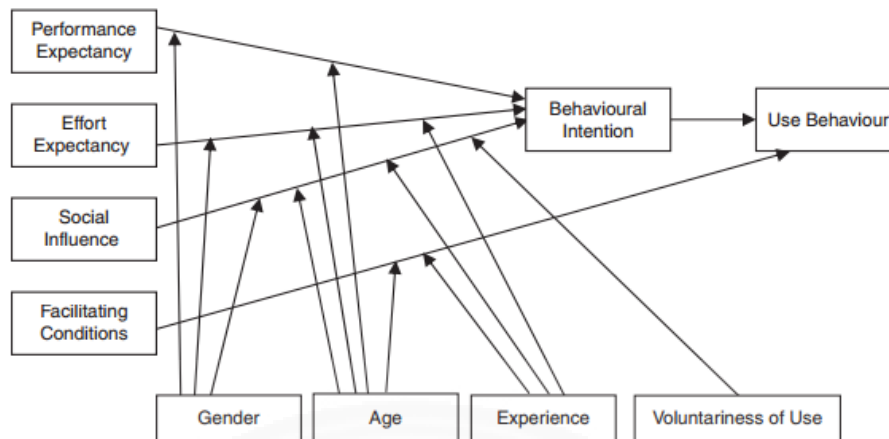 Performance
Expectancy
Effort
Expectancy
Social
Influence
Facilitating
Conditions
Behavioural
Intention
Use Behaviour
Gender
Age
Experience
Voluntariness of Use